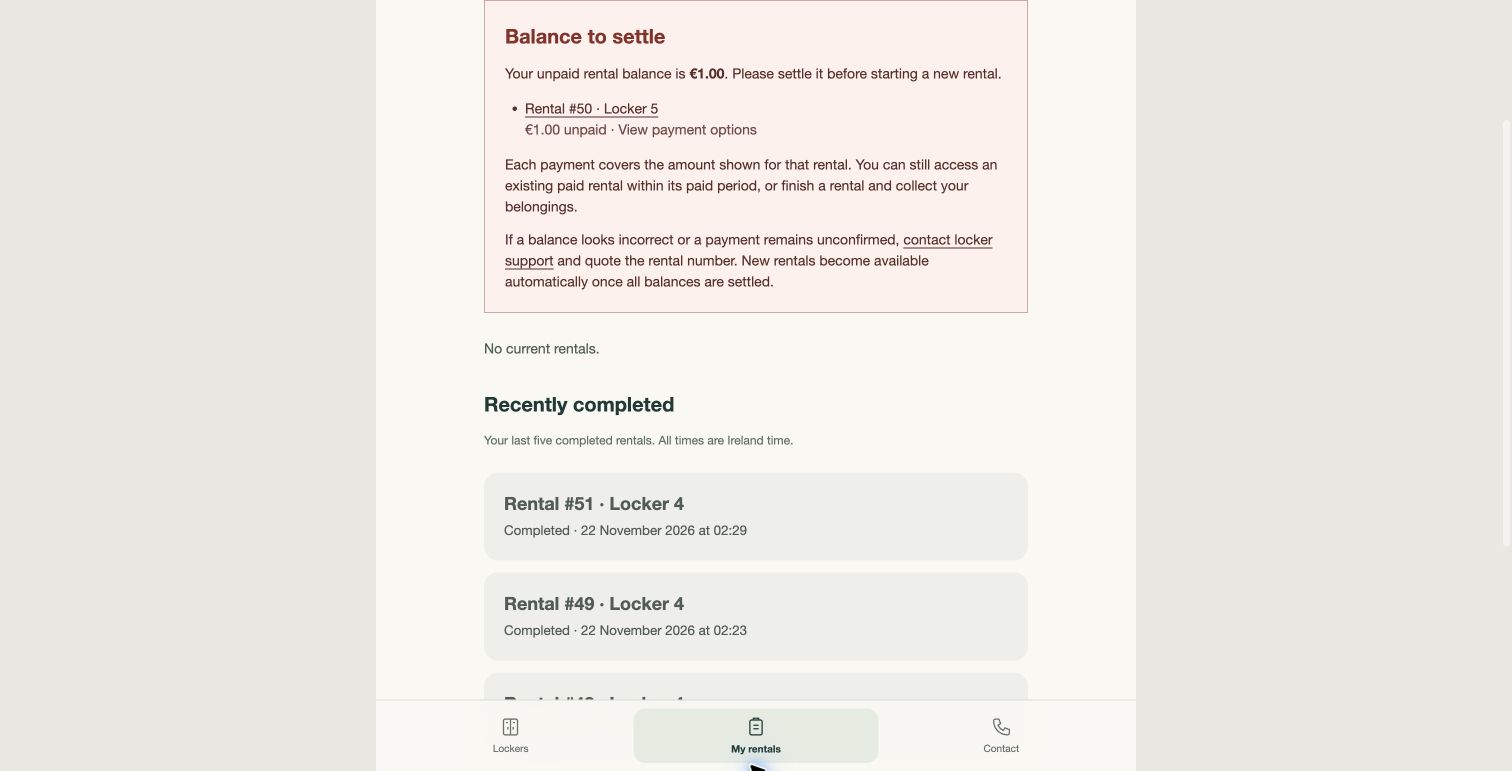 Balance to settle
Your unpaid rental balance is €1.00. Please settle it before starting a new rental.
• Rental #50 · Locker 5
€1.00 unpaid · View payment options
Each payment covers the amount shown for that rental. You can still access an
existing paid rental within its paid period, or finish a rental and collect your
belongings.
If a balance looks incorrect or a payment remains unconfirmed, contact locker
support and quote the rental number. New rentals become available
automatically once all balances are settled.
No current rentals.
Recently completed
Your last five completed rentals. All times are Ireland time.
Rental #51 · Locker 4
Completed · 22 November 2026 at 02:29
Rental #49 · Locker 4
Completed · 22 November 2026 at 02:23
Lockers
My rentals
Contact